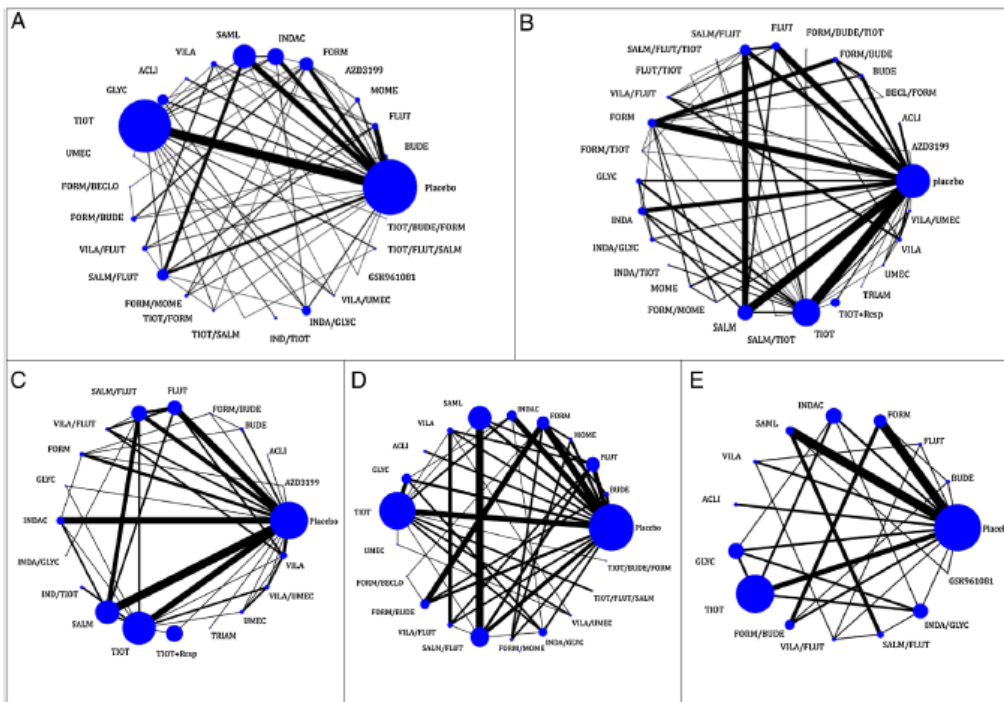 A
SAML
INDAC
VILA
FORM
ACLI
AZD3199
GLYC
MOME
TIOT
FLUT
UMEC
BUDE
FORM/BECLO
Placebo
FORM/BUDE
TIOT/BUDE/FORM
VILA/FLUT
TIOT/FLUT/SALM
SALM/FLUT
GSK961081
FORM/MOME
VILA/UMEC
TIOT/FORM
INDA/GLYC
TIOT/SALM
IND/TIOT
B
SALM/FLUT
FLUT
FORM/BUDE/TIOT
SALM/FLUT/TIOT
FORM/BUDE
FLUT/TIOT
BUDE
VILA/FLUT
BECL/FORM
FORM
ACLI
FORM/TIOT
AZD3199
GLYC
placebo
INDA
VILA/UMEC
INDA/GLYC
VILA
INDA/TIOT
UMEC
MOME
TRIAM
FORM/MOME
TIOT+Resp
SALM
TIOT
SALM/TIOT
C
SALM/FLUT
FLUT
VILA/FLUT
FORM/BUDE
BUDE
FORM
ACLI
GLYC
AZD3199
INDAC
Placebo
INDA/GLYC
VILA
IND/TIOT
VILA/UMEC
SALM
UMEC
TIOT
TRIAM
TIOT+Resp
D
SAML
INDAC
VILA
FORM
ACLI
MOME
GLYC
FLUT
TIOT
BUDE
UMEC
Placebo
FORM/BECLO
TIOT/BUDE/FORM
FORM/BUDE
TIOT/FLUT/SALM
VILA/FLUT
VILA/UMEC
SALM/FLUT
INDA/GLYC
FORM/MOME
E
INDAC
FORM
SAML
FLUT
VILA
BUDE
ACLI
Placeb
GLYC
GSK961081
TIOT
INDA/GLYC
FORM/BUDE
SALM/FLUT
VILA/FLUT